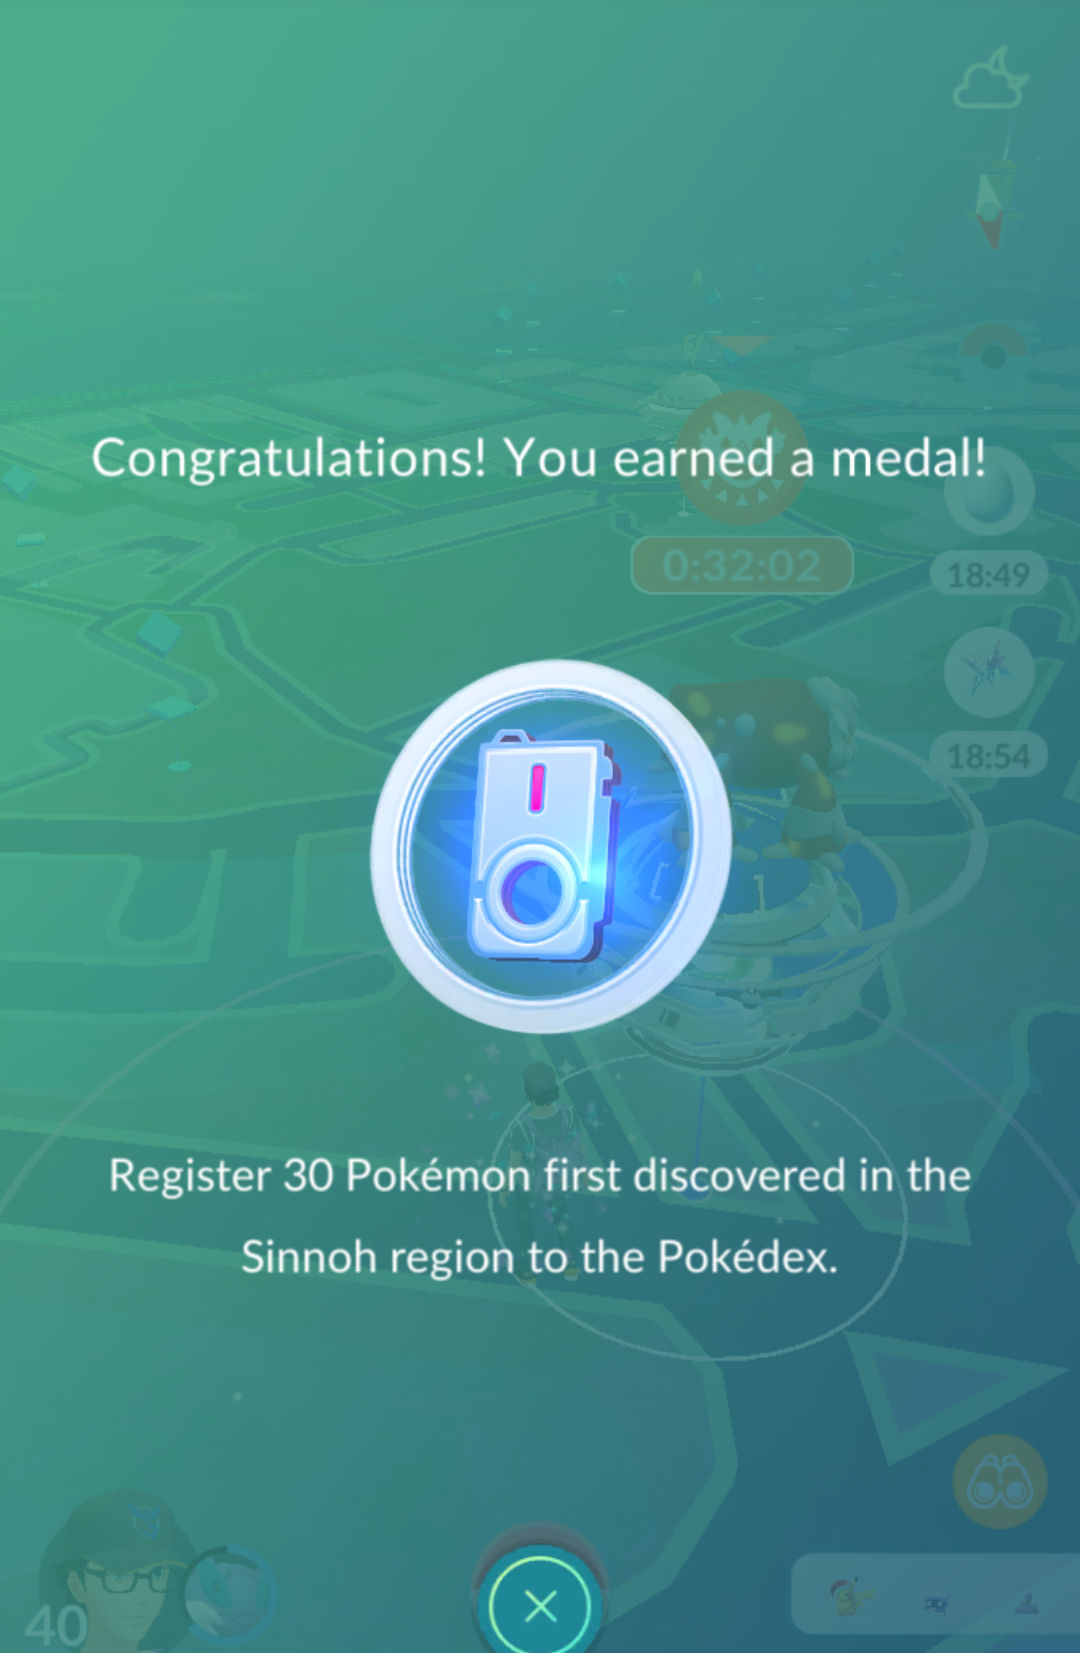 Congratulations! You earned a medal!
0:32:02
18:49
18:54
Register 30 Pokémon first discovered in the
Sinnoh region to the Pokédex.
40